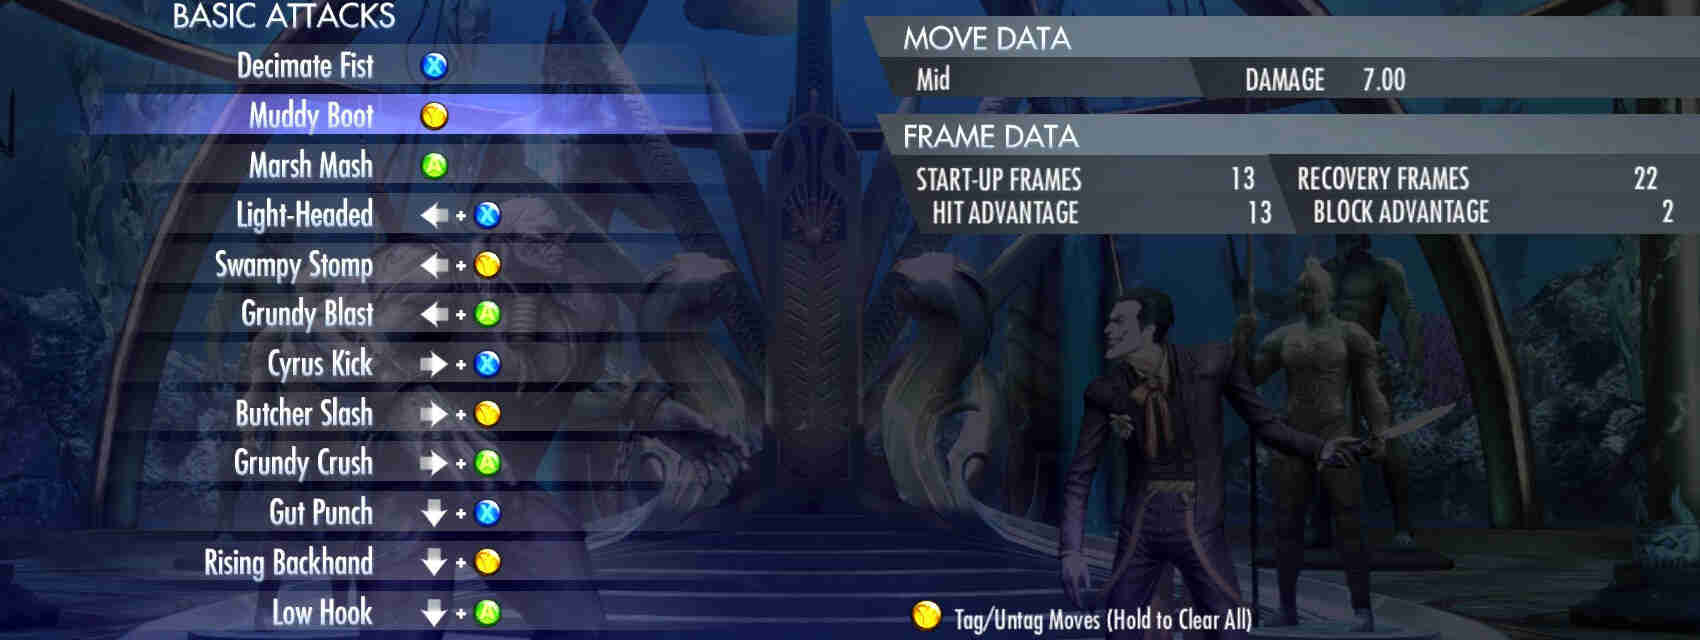 BASIC ATTACKS
Decimate Fist X
Muddy Boot Y
Marsh Mash A
Light-Headed + X
Swampy Stomp + Y
Grundy Blast + A
Cyrus Kick + X
Butcher Slash + Y
Grundy Crush + A
Gut Punch + X
Rising Backhand + Y
Low Hook + A
MOVE DATA
Mid DAMAGE 7.00
FRAME DATA
START-UP FRAMES 13 RECOVERY FRAMES 22
HIT ADVANTAGE 13 BLOCK ADVANTAGE 2
Y Tag/Untag Moves (Hold to Clear All)